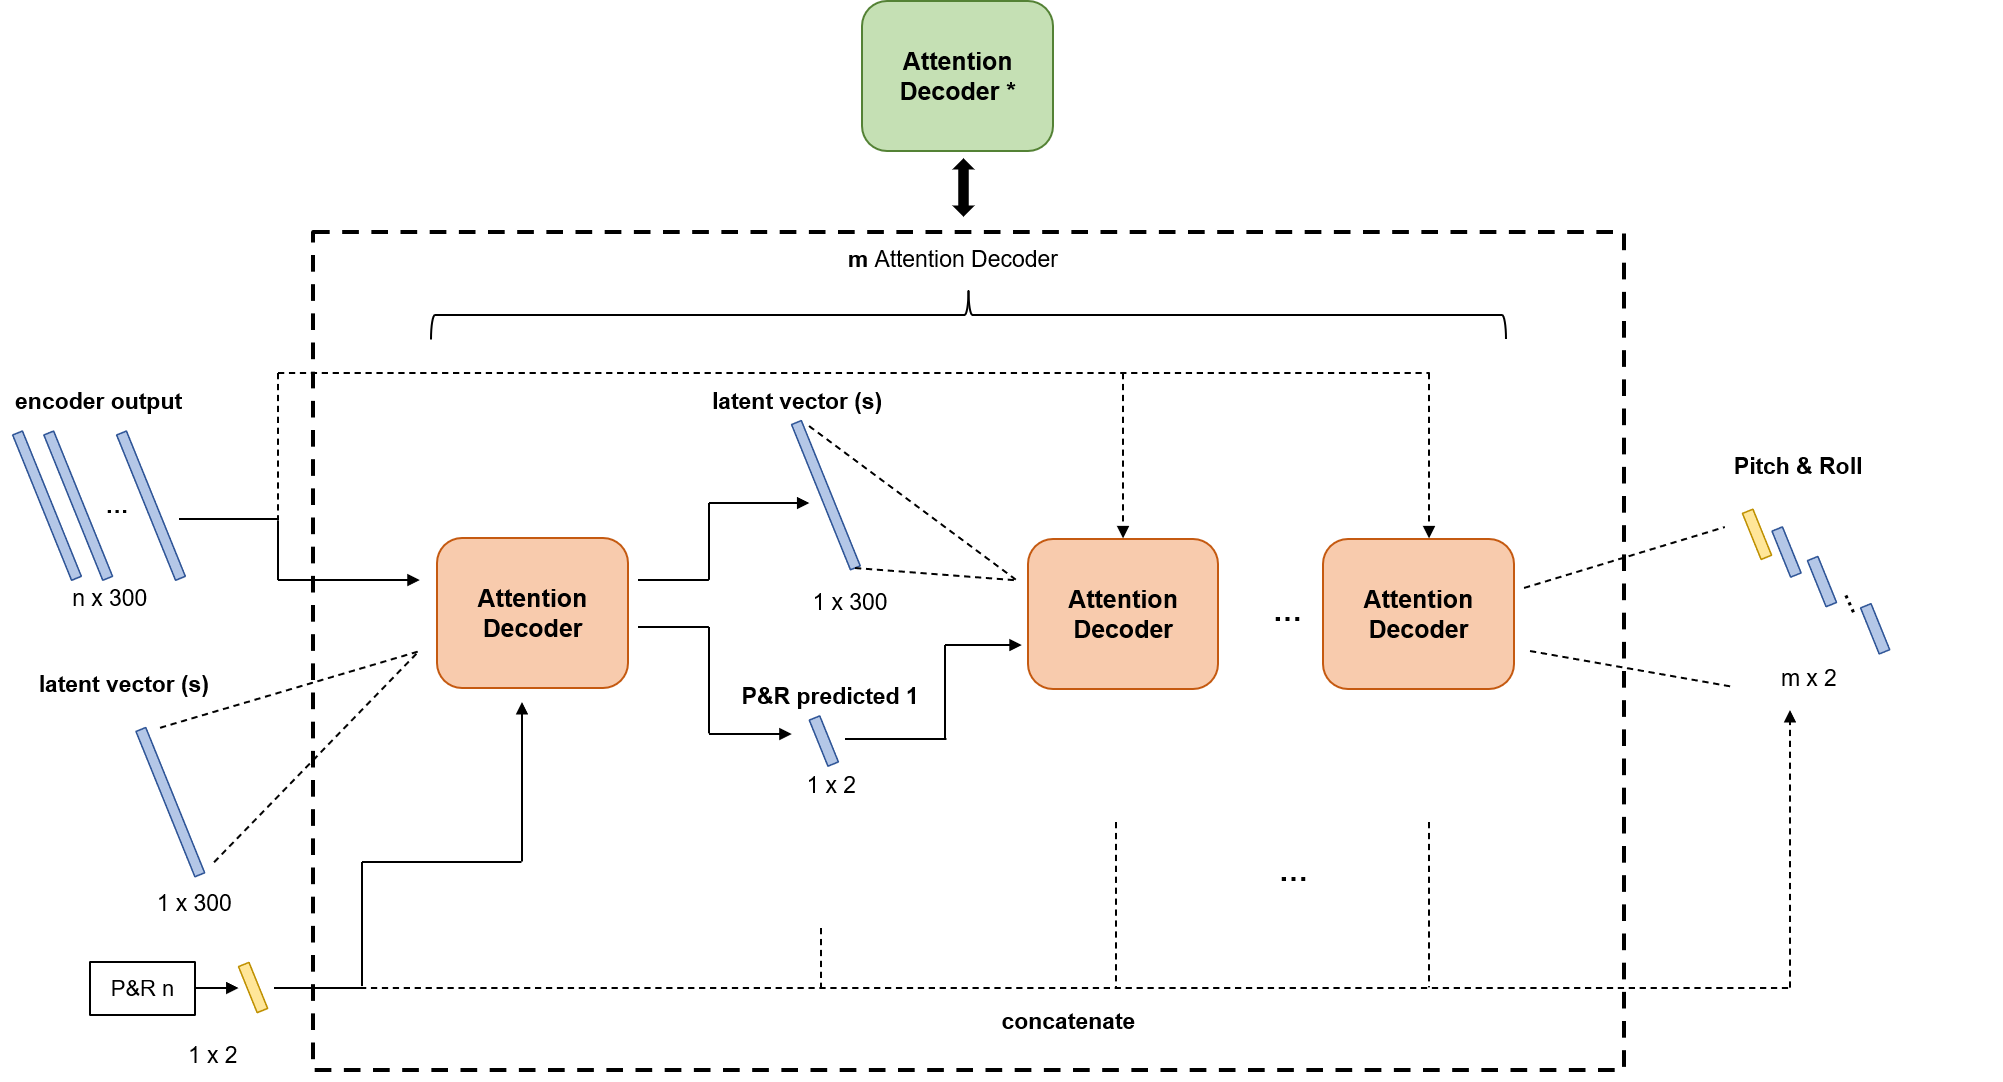 Attention
Decoder *
m Attention Decoder
encoder output
...
n x 300
latent vector (s)
1 x 300
P&R n
1 x 2
Attention
Decoder
latent vector (s)
1 x 300
P&R predicted 1
1 x 2
Attention
Decoder
...
Attention
Decoder
...
concatenate
Pitch & Roll
...
m x 2